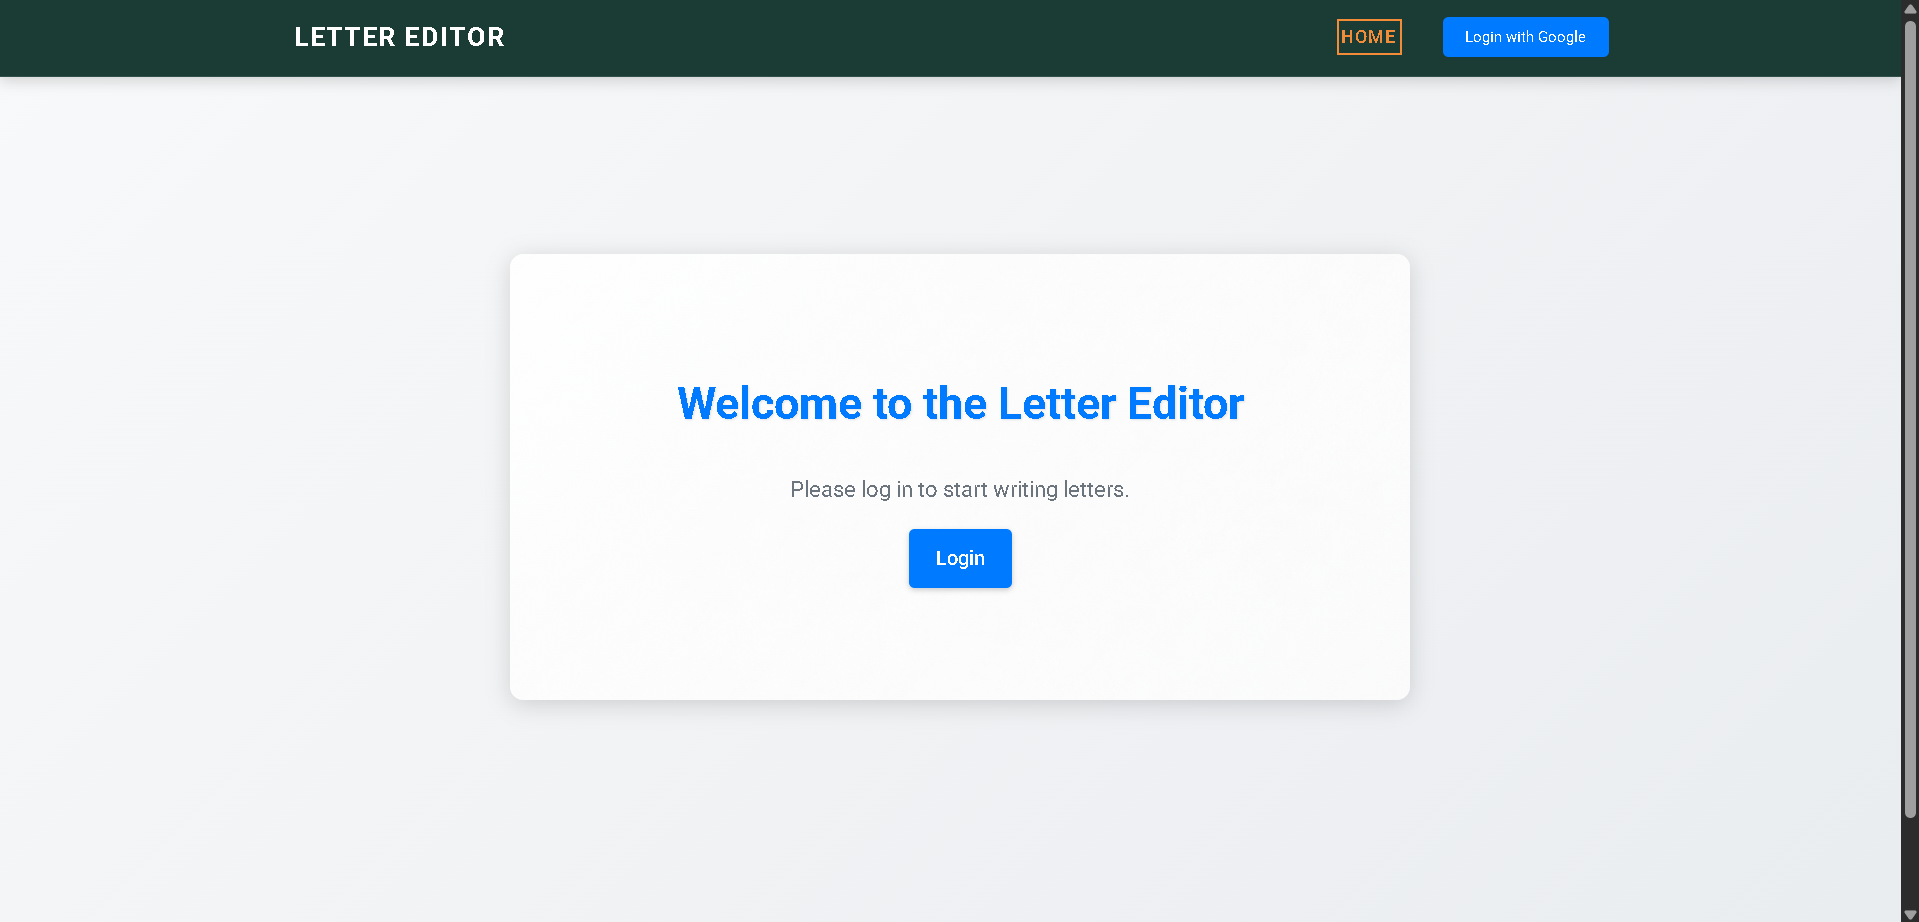 LETTER EDITOR
HOME
Login with Google
Welcome to the Letter Editor
Please log in to start writing letters.
Login